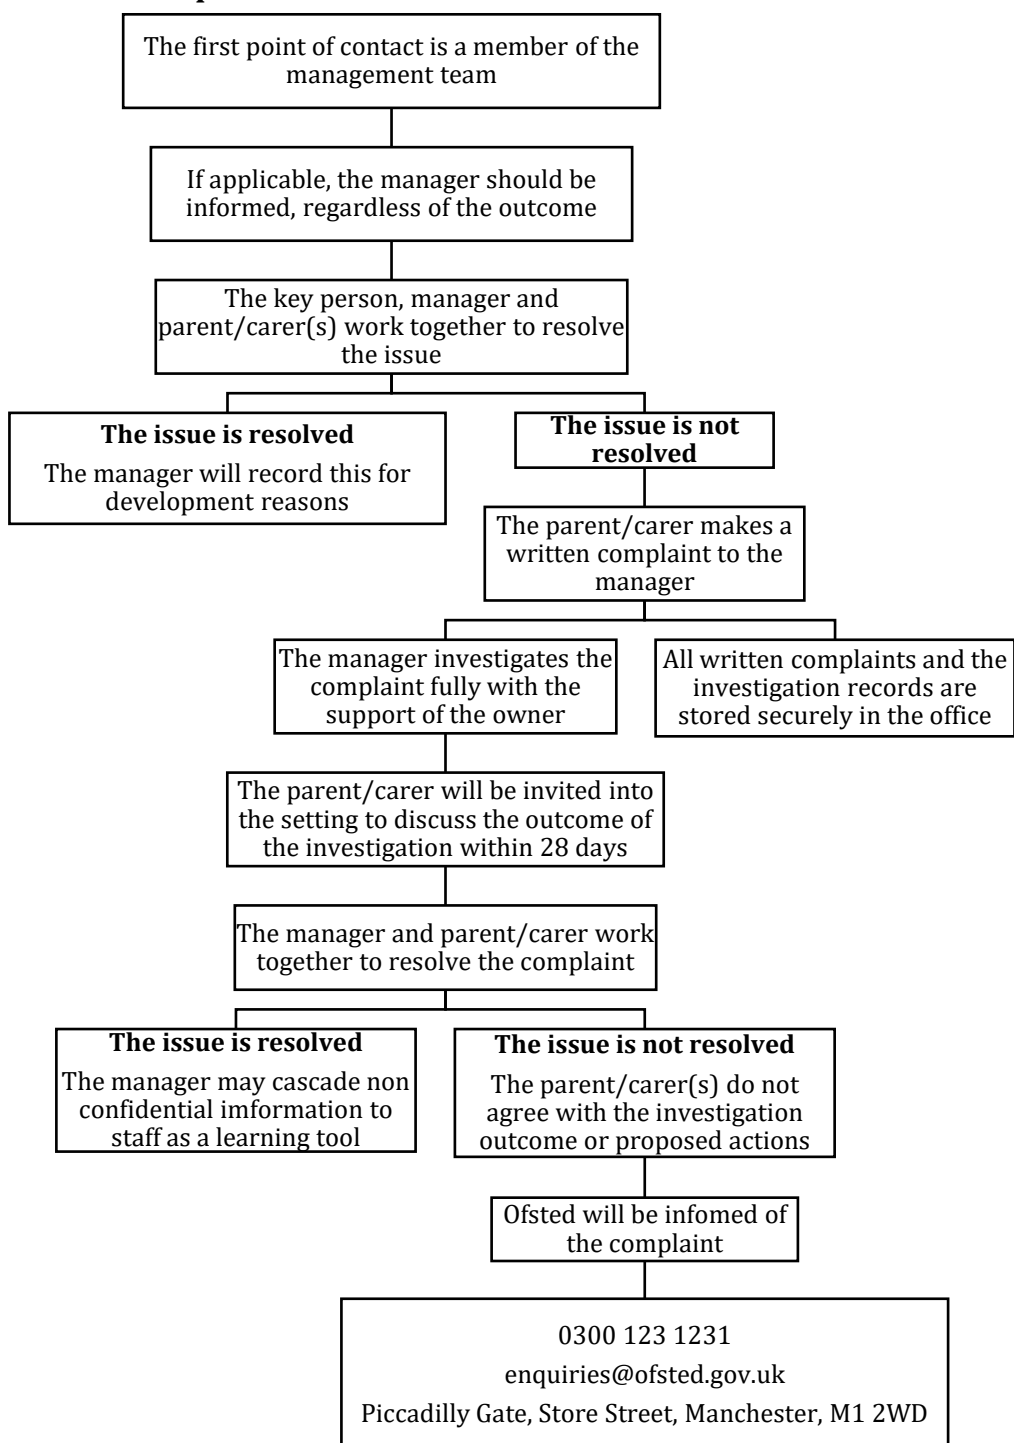 The first point of contact is a member of the
management team
If applicable, the manager should be
informed, regardless of the outcome
The key person, manager and
parent/carer(s) work together to resolve
the issue
The issue is resolved
The manager will record this for
development reasons
The issue is not
resolved
The parent/carer makes a
written complaint to the
manager
The manager investigates the
complaint fully with the
support of the owner
All written complaints and the
investigation records are
stored securely in the office
The parent/carer will be invited into
the setting to discuss the outcome of
the investigation within 28 days
The manager and parent/carer work
together to resolve the complaint
The issue is resolved
The manager may cascade non
confidential imformation to
staff as a learning tool
The issue is not resolved
The parent/carer(s) do not
agree with the investigation
outcome or proposed actions
Ofsted will be infomed of
the complaint
0300 123 1231
enquiries@ofsted.gov.uk
Piccadilly Gate, Store Street, Manchester, M1 2WD